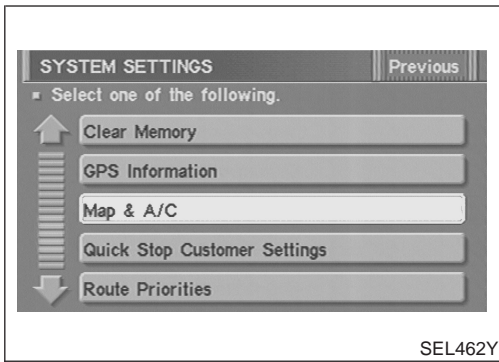 SYSTEM SETTINGS Previous
Select one of the following.
Clear Memory
GPS Information
Map & A/C
Quick Stop Customer Settings
Route Priorities
SEL462Y